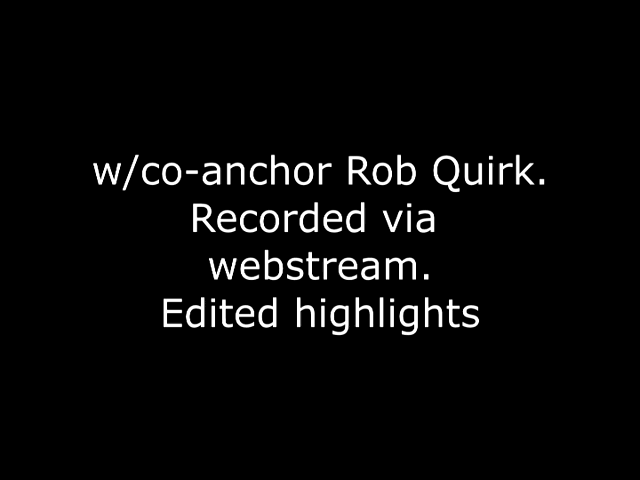 w/co-anchor Rob Quirk.
Recorded via
webstream.
Edited highlights